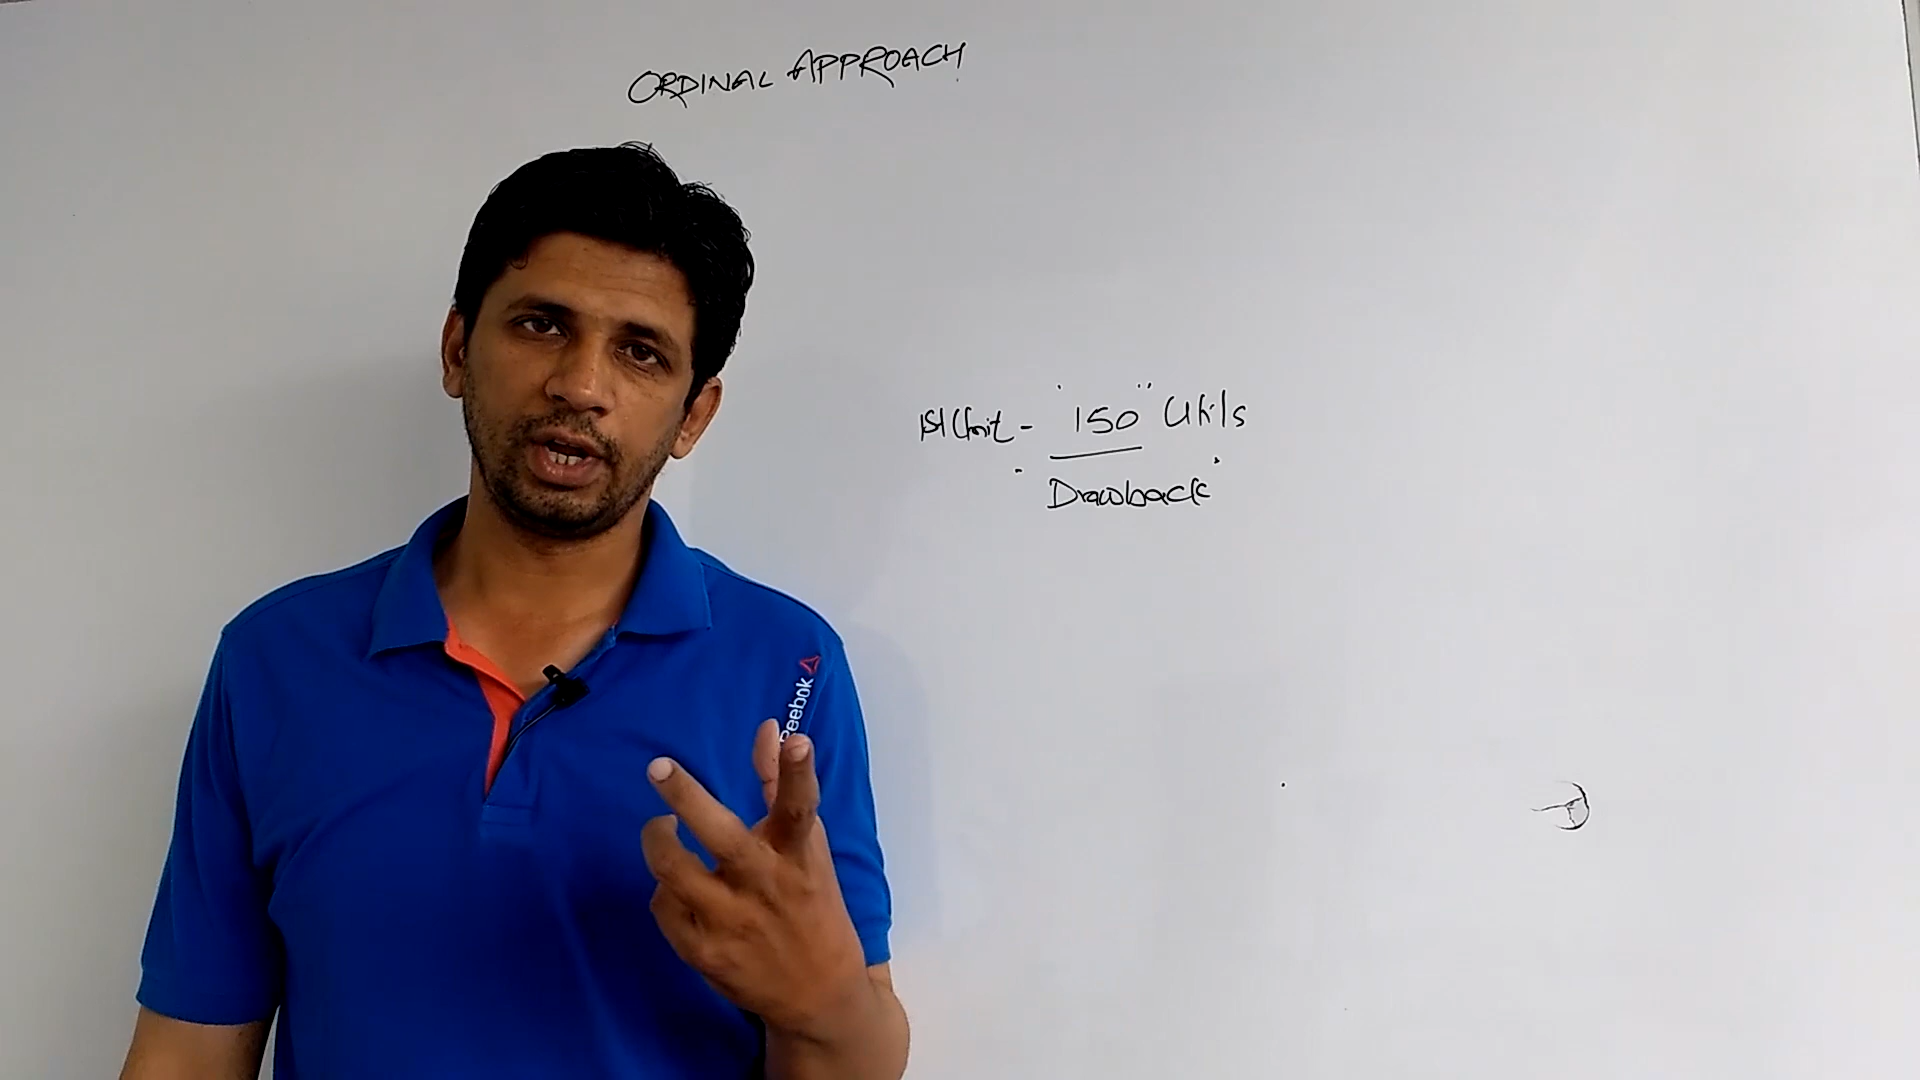 ORDINAL APPROACH
1st Unit - "150" Utils
"Drawback"
Reebok